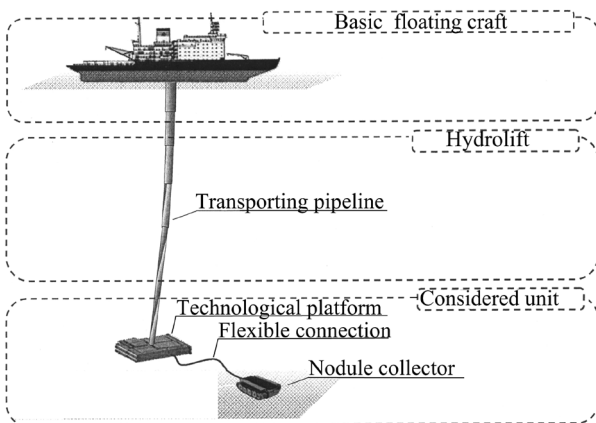 Basic floating craft
Hydrolift
Transporting pipeline
Considered unit
Technological platform
Flexible connection
Nodule collector